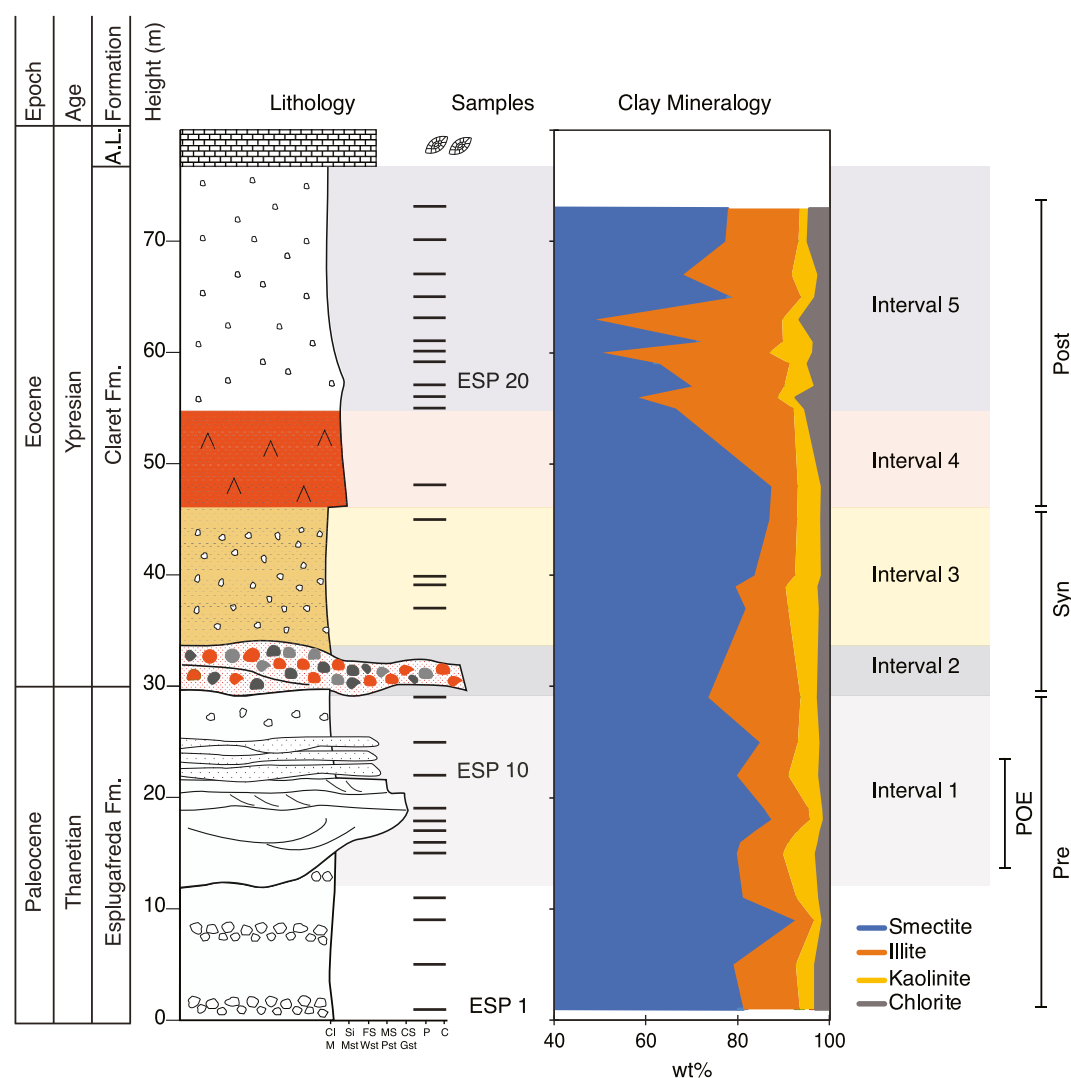 Epoch
Age
Formation
Height (m)
Lithology
Samples
Clay Mineralogy
A.L.
Eocene
Ypresian
Claret Fm.
Paleocene
Thanetian
Esplugafreda Fm.
70
60
50
40
30
20
10
0
ESP 20
ESP 10
ESP 1
Interval 5
Interval 4
Interval 3
Interval 2
Interval 1
Post
Syn
Pre
POE
Smectite
Illite
Kaolinite
Chlorite
Cl Si FS MS CS P C
M Mst Wst Pst Gst
40 60 80 100
wt%